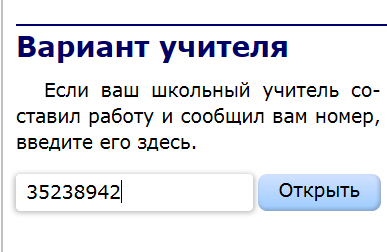 Вариант учителя
Если ваш школьный учитель со-
ставил работу и сообщил вам номер,
введите его здесь.
35238942
Открыть